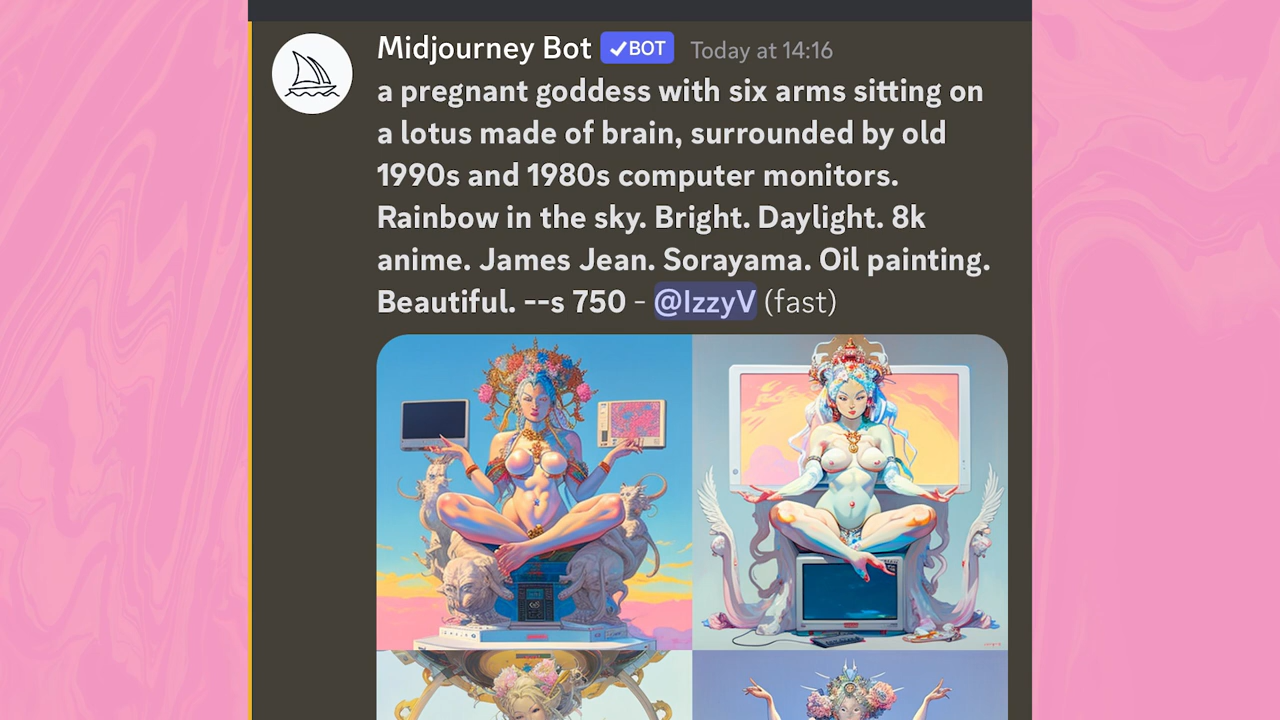 Midjourney Bot ✓BOT Today at 14:16
a pregnant goddess with six arms sitting on
a lotus made of brain, surrounded by old
1990s and 1980s computer monitors.
Rainbow in the sky. Bright. Daylight. 8k
anime. James Jean. Sorayama. Oil painting.
Beautiful. --s 750 - @IzzyV (fast)